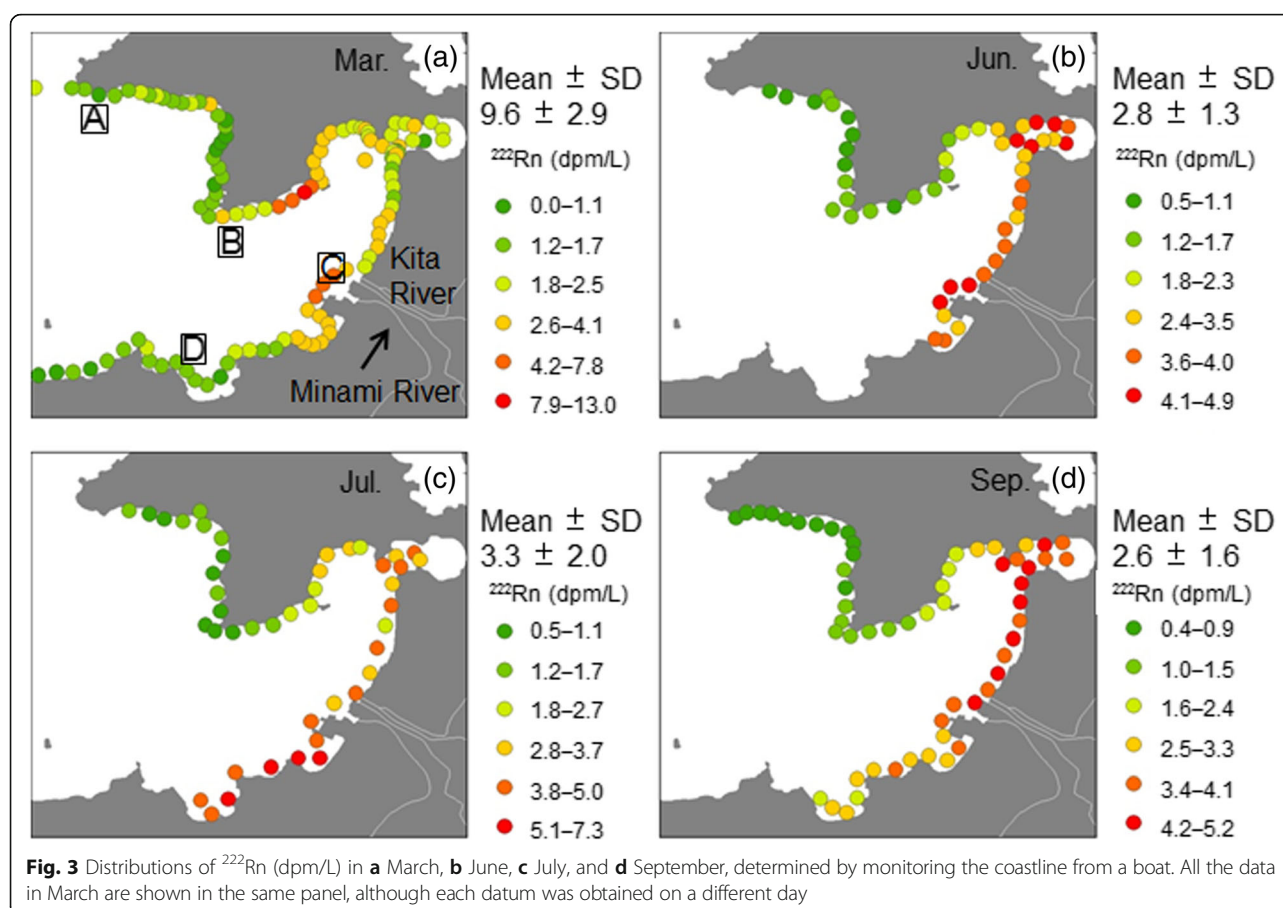 Mar. (a)
A
B
C
D
Kita
River
Minami River
Mean ± SD
9.6 ± 2.9
²²²Rn (dpm/L)
0.0–1.1
1.2–1.7
1.8–2.5
2.6–4.1
4.2–7.8
7.9–13.0
Jun. (b)
Mean ± SD
2.8 ± 1.3
²²²Rn (dpm/L)
0.5–1.1
1.2–1.7
1.8–2.3
2.4–3.5
3.6–4.0
4.1–4.9
Jul. (c)
Mean ± SD
3.3 ± 2.0
²²²Rn (dpm/L)
0.5–1.1
1.2–1.7
1.8–2.7
2.8–3.7
3.8–5.0
5.1–7.3
Sep. (d)
Mean ± SD
2.6 ± 1.6
²²²Rn (dpm/L)
0.4–0.9
1.0–1.5
1.6–2.4
2.5–3.3
3.4–4.1
4.2–5.2
Fig. 3 Distributions of ²²²Rn (dpm/L) in a March, b June, c July, and d September, determined by monitoring the coastline from a boat. All the data
in March are shown in the same panel, although each datum was obtained on a different day